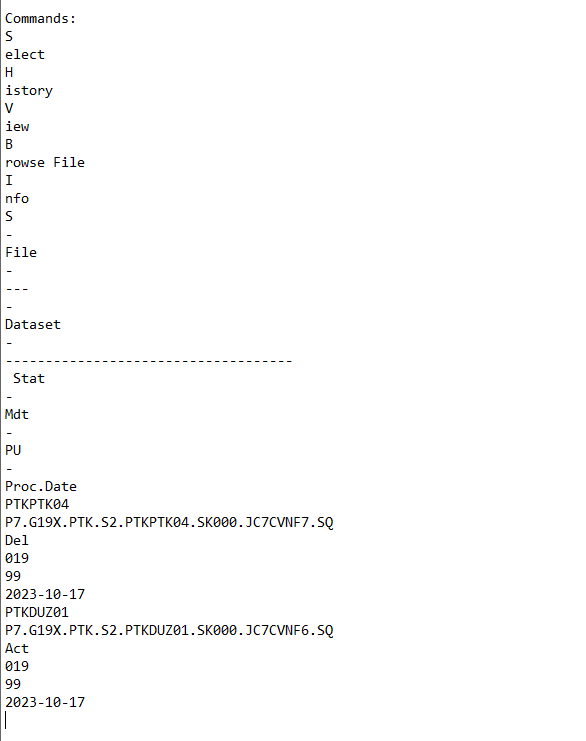 Commands:
S
elect
H
istory
V
iew
B
rowse File
I
nfo
S
-
File
-
---
-
Dataset
-
------------------------------------
 Stat
-
Mdt
-
PU
-
Proc.Date
PTKPTK04
P7.G19X.PTK.S2.PTKPTK04.SK000.JC7CVNF7.SQ
Del
019
99
2023-10-17
PTKDUZ01
P7.G19X.PTK.S2.PTKDUZ01.SK000.JC7CVNF6.SQ
Act
019
99
2023-10-17